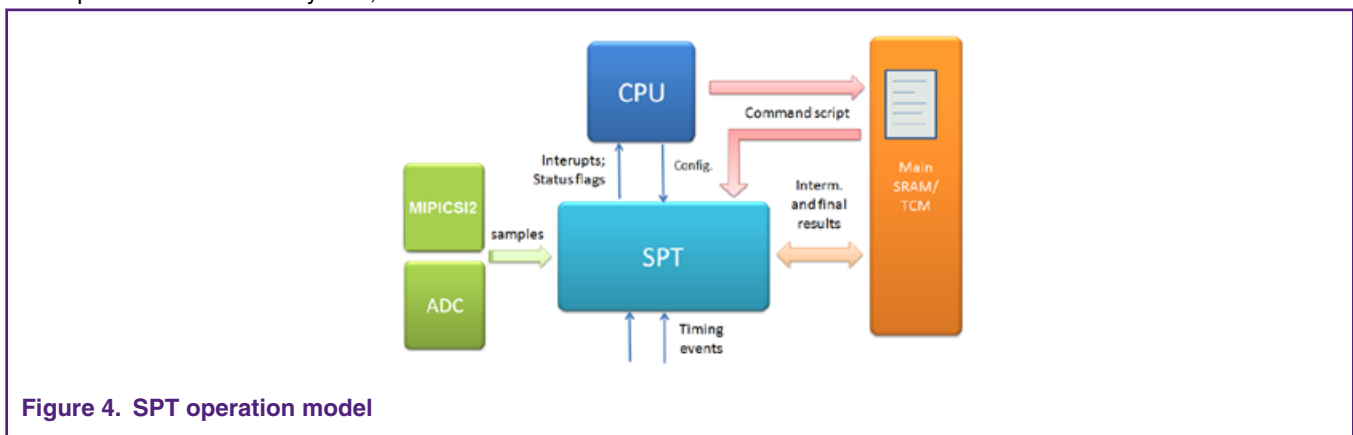 CPU
Command script
Interupts;
Status flags
Config.
Main
SRAM/
TCM
MIPICSI2
samples
Interm.
and final
results
SPT
ADC
Timing
events
Figure 4. SPT operation model